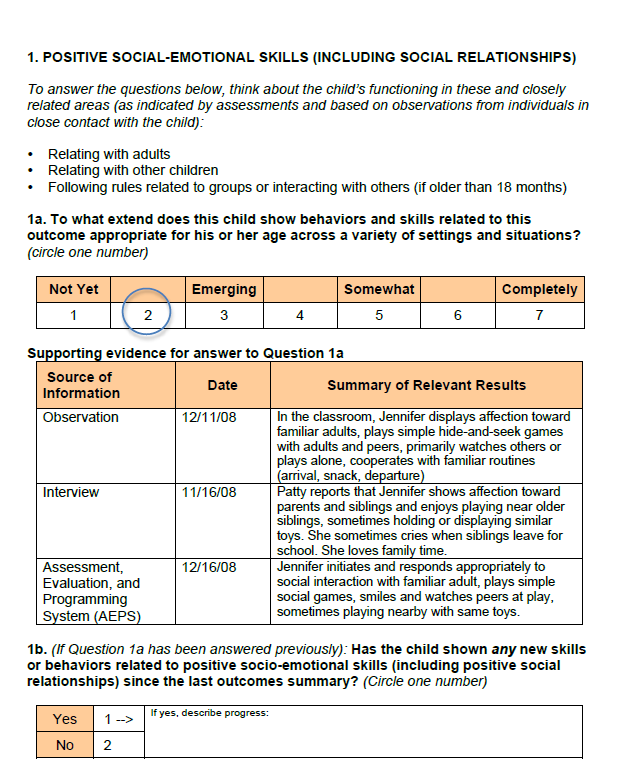 1. POSITIVE SOCIAL-EMOTIONAL SKILLS (INCLUDING SOCIAL RELATIONSHIPS)
To answer the questions below, think about the child's functioning in these and closely
related areas (as indicated by assessments and based on observations from individuals in
close contact with the child):
• Relating with adults
• Relating with other children
• Following rules related to groups or interacting with others (if older than 18 months)
1a. To what extend does this child show behaviors and skills related to this
outcome appropriate for his or her age across a variety of settings and situations?
(circle one number)
Not Yet Emerging Somewhat Completely
1 2 3 4 5 6 7
Supporting evidence for answer to Question 1a
Source of
Information
Date
Summary of Relevant Results
Observation
12/11/08
In the classroom, Jennifer displays affection toward
familiar adults, plays simple hide-and-seek games
with adults and peers, primarily watches others or
plays alone, cooperates with familiar routines
(arrival, snack, departure)
Interview
11/16/08
Patty reports that Jennifer shows affection toward
parents and siblings and enjoys playing near older
siblings, sometimes holding or displaying similar
toys. She sometimes cries when siblings leave for
school. She loves family time.
Assessment,
Evaluation, and
Programming
System (AEPS)
12/16/08
Jennifer initiates and responds appropriately to
social interaction with familiar adult, plays simple
social games, smiles and watches peers at play,
sometimes playing nearby with same toys.
1b. (If Question 1a has been answered previously): Has the child shown any new skills
or behaviors related to positive socio-emotional skills (including positive social
relationships) since the last outcomes summary? (Circle one number)
Yes 1 --> If yes, describe progress:
No 2